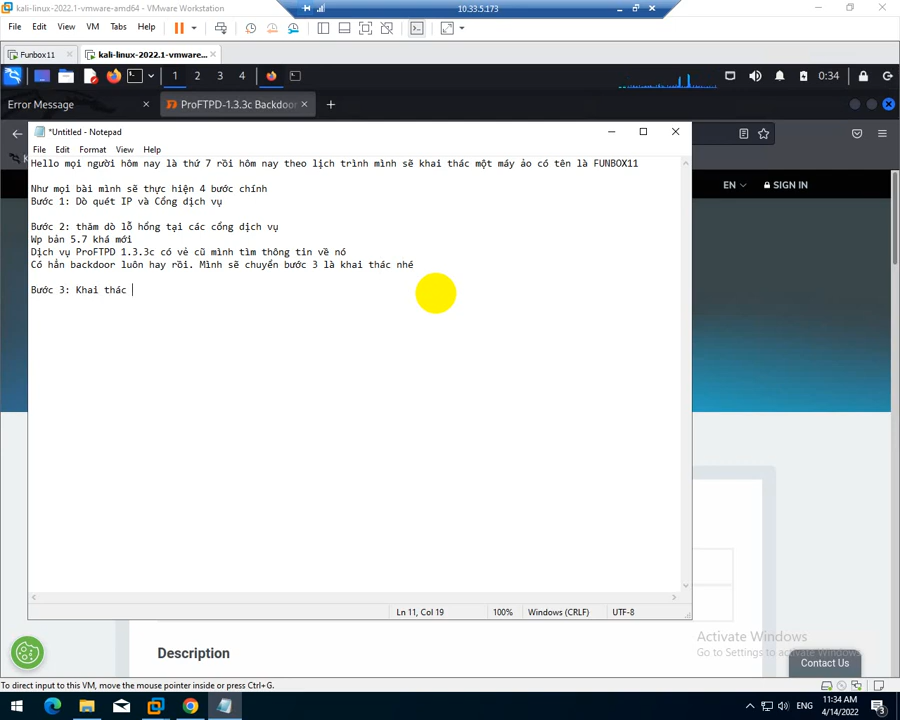 kali-linux-2022.1-vmware-amd64 - VMware Workstation
10.33.5.173
File Edit View VM Tabs Help
Funbox11
kali-linux-2022.1-vmware...
1 2 3 4
0:34
Error Message
ProFTPD-1.3.3c Backdoor
*Untitled - Notepad
File Edit Format View Help
Hello mọi người hôm nay là thứ 7 rồi hôm nay theo lịch trình mình sẽ khai thác một máy ảo có tên là FUNBOX11
Như mọi bài mình sẽ thực hiện 4 bước chính
Bước 1: Dò quét IP và Cổng dịch vụ
Bước 2: thăm dò lỗ hổng tại các cổng dịch vụ
Wp bản 5.7 khá mới
Dịch vụ ProFTPD 1.3.3c có vẻ cũ mình tìm thông tin về nó
Có hẳn backdoor luôn hay rồi. Mình sẽ chuyển bước 3 là khai thác nhé
Bước 3: Khai thác
EN
SIGN IN
Ln 11, Col 19
100%
Windows (CRLF)
UTF-8
Description
Activate Windows
Go to Settings to activate Windows.
Contact Us
To direct input to this VM, move the mouse pointer inside or press Ctrl+G.
ENG
11:34 AM
4/14/2022
3